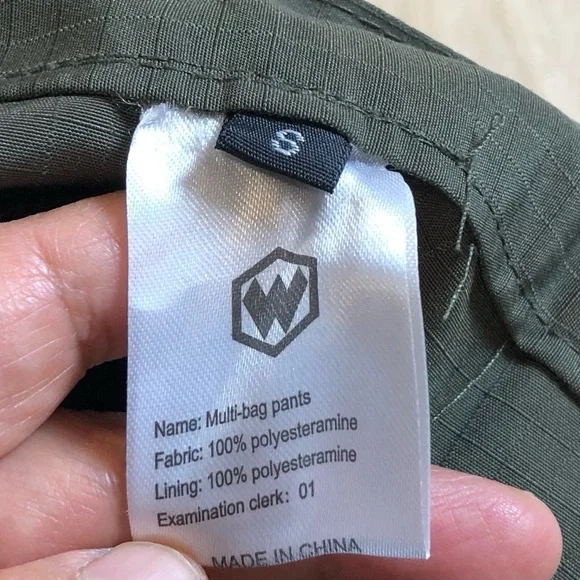 S
W
Name: Multi-bag pants
Fabric: 100% polyesteramine
Lining: 100% polyesteramine
Examination clerk: 01
MADE IN CHINA